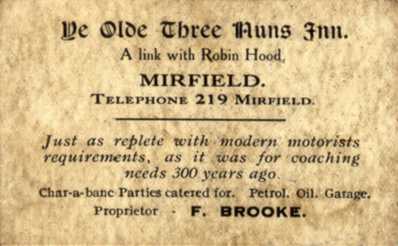 Ye Olde Three Nuns Inn.
A link with Robin Hood,
MIRFIELD.
TELEPHONE 219 MIRFIELD.
Just as replete with modern motorists
requirements, as it was for coaching
needs 300 years ago
Char-a-banc Parties catered for. Petrol. Oil. Garage.
Proprietor - F. BROOKE.